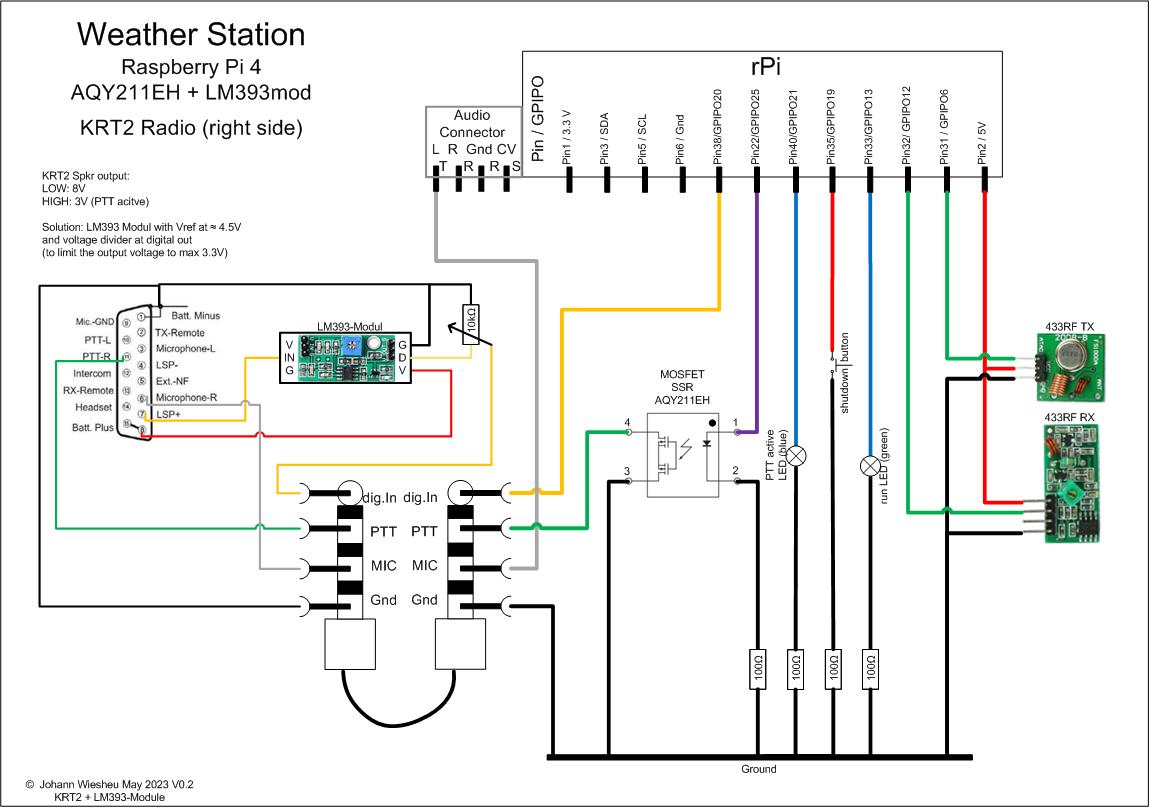 Weather Station
Raspberry Pi 4
AQY211EH + LM393mod
KRT2 Radio (right side)
KRT2 Spkr output:
LOW: 8V
HIGH: 3V (PTT acitve)
Solution: LM393 Modul with Vref at ≈ 4.5V
and voltage divider at digital out
(to limit the output voltage to max 3.3V)
Audio
Connector
L R Gnd CV
T R R S
rPi
Pin / GPIPO
Pin1 / 3.3 V
Pin3 / SDA
Pin5 / SCL
Pin6 / Gnd
Pin38/GPIPO20
Pin22/GPIPO25
Pin40/GPIPO21
Pin35/GPIPO19
Pin33/GPIPO13
Pin32/ GPIPO12
Pin31 / GPIPO6
Pin2 / 5V
Mic.-GND
PTT-L
PTT-R
Intercom
RX-Remote
Headset
Batt. Plus
Batt. Minus
TX-Remote
Microphone-L
LSP-
Ext.-NF
Microphone-R
LSP+
1
2
3
4
5
6
7
8
9
10
11
12
13
14
15
LM393-Modul
V
IN
G
G
D
V
10kΩ
MOSFET
SSR
AQY211EH
4
3
1
2
PTT active
LED (blue)
shutdown button
run LED (green)
433RF TX
433RF RX
dig.In dig.In
PTT PTT
MIC MIC
Gnd Gnd
100Ω
100Ω
100Ω
100Ω
Ground
© Johann Wiesheu May 2023 V0.2
KRT2 + LM393-Module